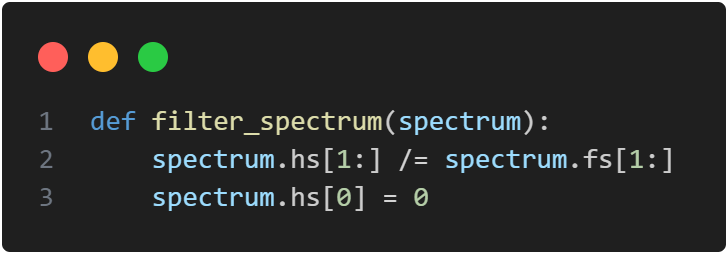 1 def filter_spectrum(spectrum):
2     spectrum.hs[1:] /= spectrum.fs[1:]
3     spectrum.hs[0] = 0